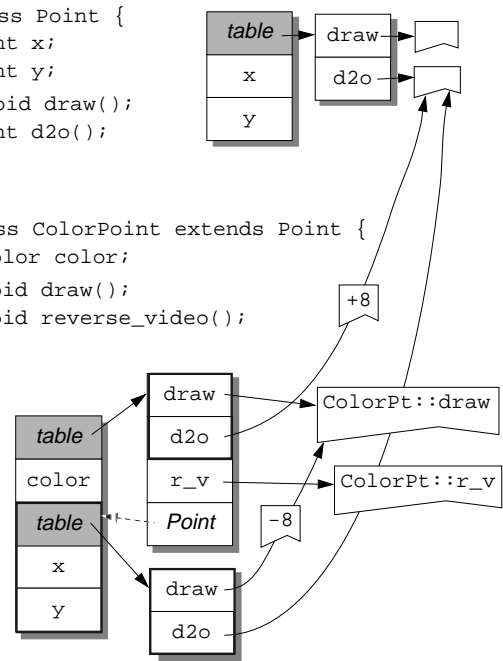 ss Point {
nt x;
nt y;
oid draw();
nt d2o();
table
x
y
draw
d2o
ss ColorPoint extends Point {
olor color;
oid draw();
oid reverse_video();
+8
table
color
table
x
y
draw
d2o
r_v
Point
ColorPt::draw
ColorPt::r_v
-8
draw
d2o